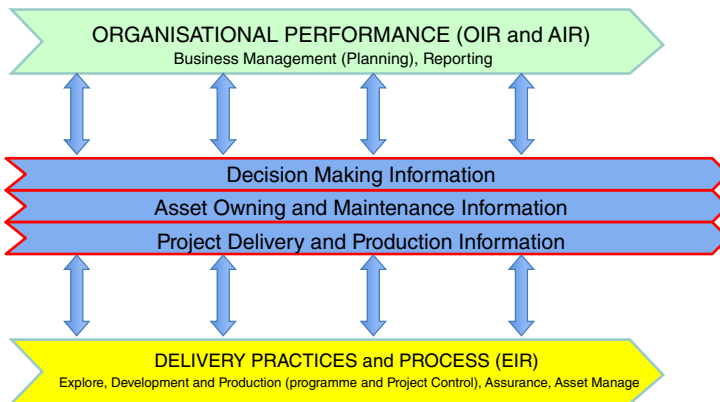 ORGANISATIONAL PERFORMANCE (OIR and AIR)
Business Management (Planning), Reporting
Decision Making Information
Asset Owning and Maintenance Information
Project Delivery and Production Information
DELIVERY PRACTICES and PROCESS (EIR)
Explore, Development and Production (programme and Project Control), Assurance, Asset Manage